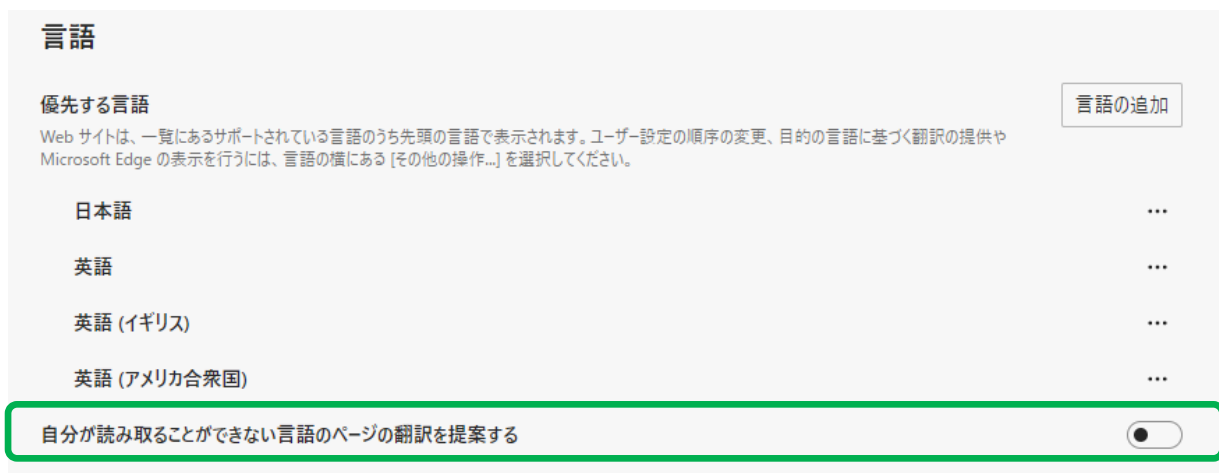 言語
優先する言語
言語の追加
Web サイトは、一覧にあるサポートされている言語のうち先頭の言語で表示されます。ユーザー設定の順序の変更、目的の言語に基づく翻訳の提供や
Microsoft Edge の表示を行うには、言語の横にある [その他の操作...] を選択してください。
日本語
英語
英語 (イギリス)
英語 (アメリカ合衆国)
自分が読み取ることができない言語のページの翻訳を提案する